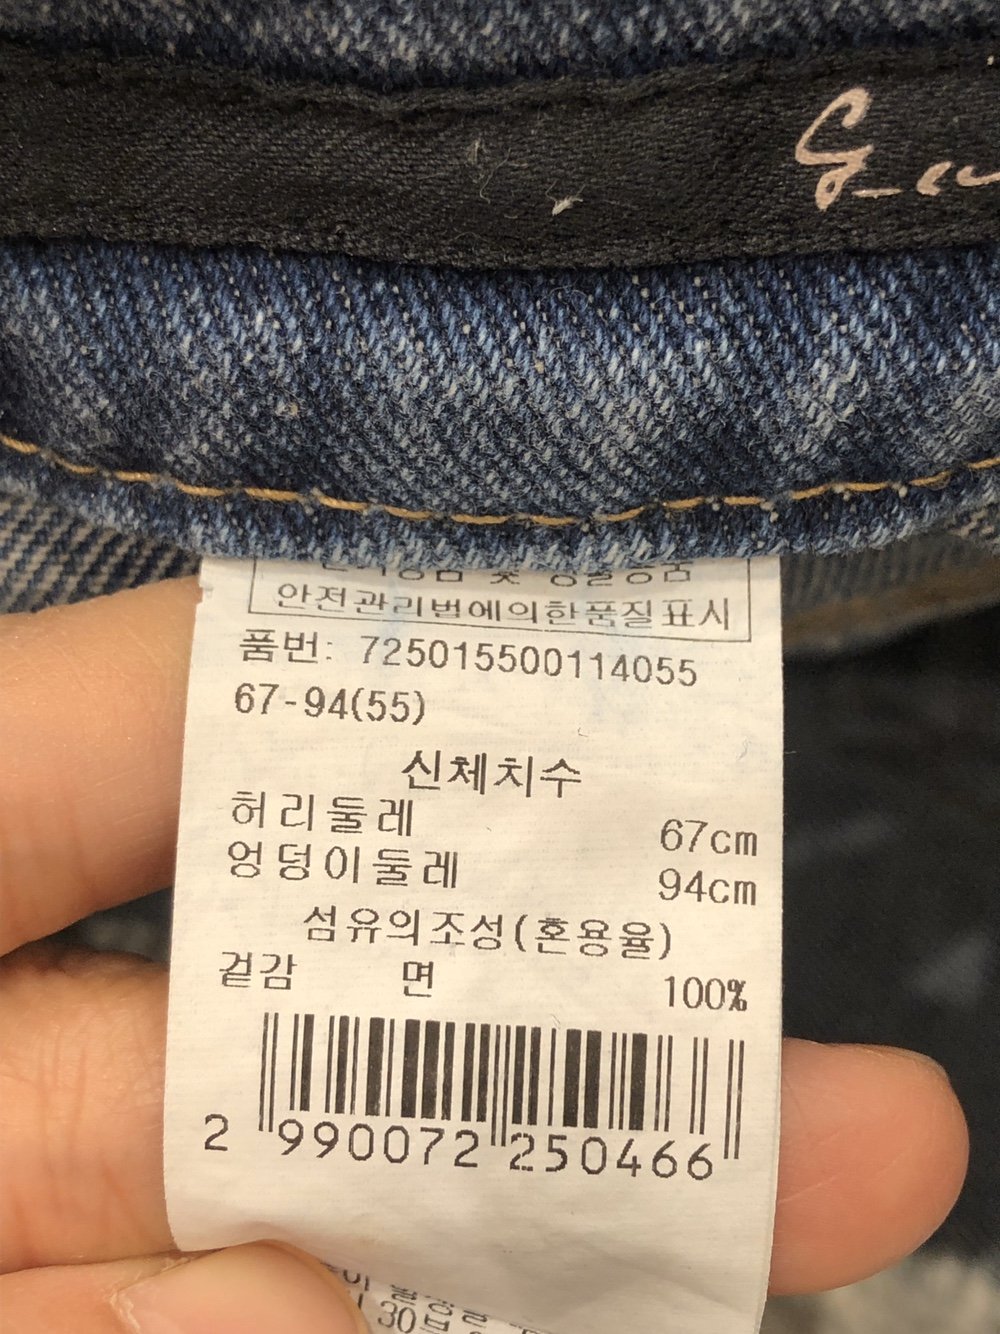 안전관리법에의한품질표시
품번: 725015500114055
67-94(55)
신체치수
허리둘레 67cm
엉덩이둘레 94cm
섬유의조성(혼용율)
겉감 면 100%
2 990072 250466